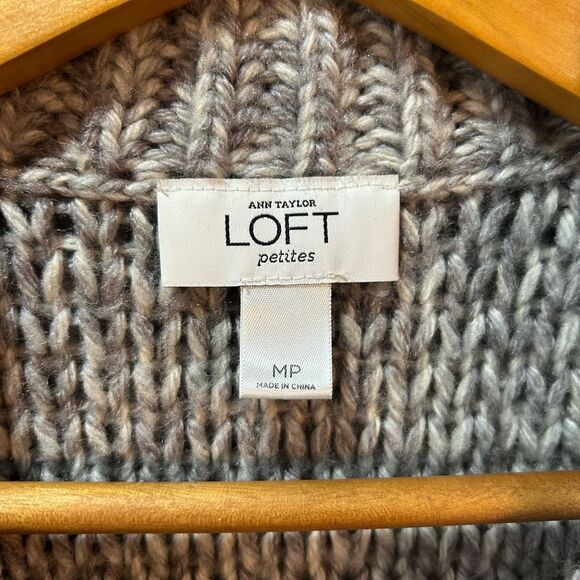 ANN TAYLOR
LOFT
petites
MP
MADE IN CHINA